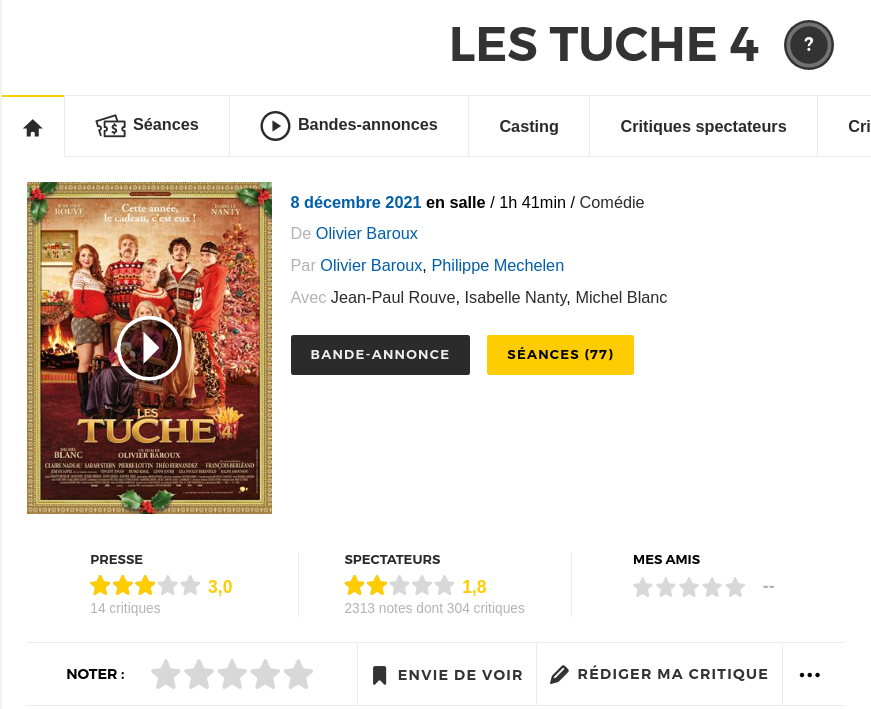 LES TUCHE 4 ?
Séances Bandes-annonces Casting Critiques spectateurs Cri
JEAN-PAUL
ROUVE
Cette année,
le cadeau, c'est eux !
ISABELLE
NANTY
8 décembre 2021 en salle / 1h 41min / Comédie
De Olivier Baroux
Par Olivier Baroux, Philippe Mechelen
Avec Jean-Paul Rouve, Isabelle Nanty, Michel Blanc
BANDE-ANNONCE SÉANCES (77)
LES
TUCHE 4
MICHEL
BLANC
UN FILM DE
OLIVIER BAROUX
CLAIRE NADEAU SARAH STERN PIERRE LOTTIN THÉO FERNANDEZ FRANÇOIS BERLÉAND
PRESSE SPECTATEURS MES AMIS
3,0 1,8 --
14 critiques 2313 notes dont 304 critiques
NOTER : ENVIE DE VOIR RÉDIGER MA CRITIQUE •••